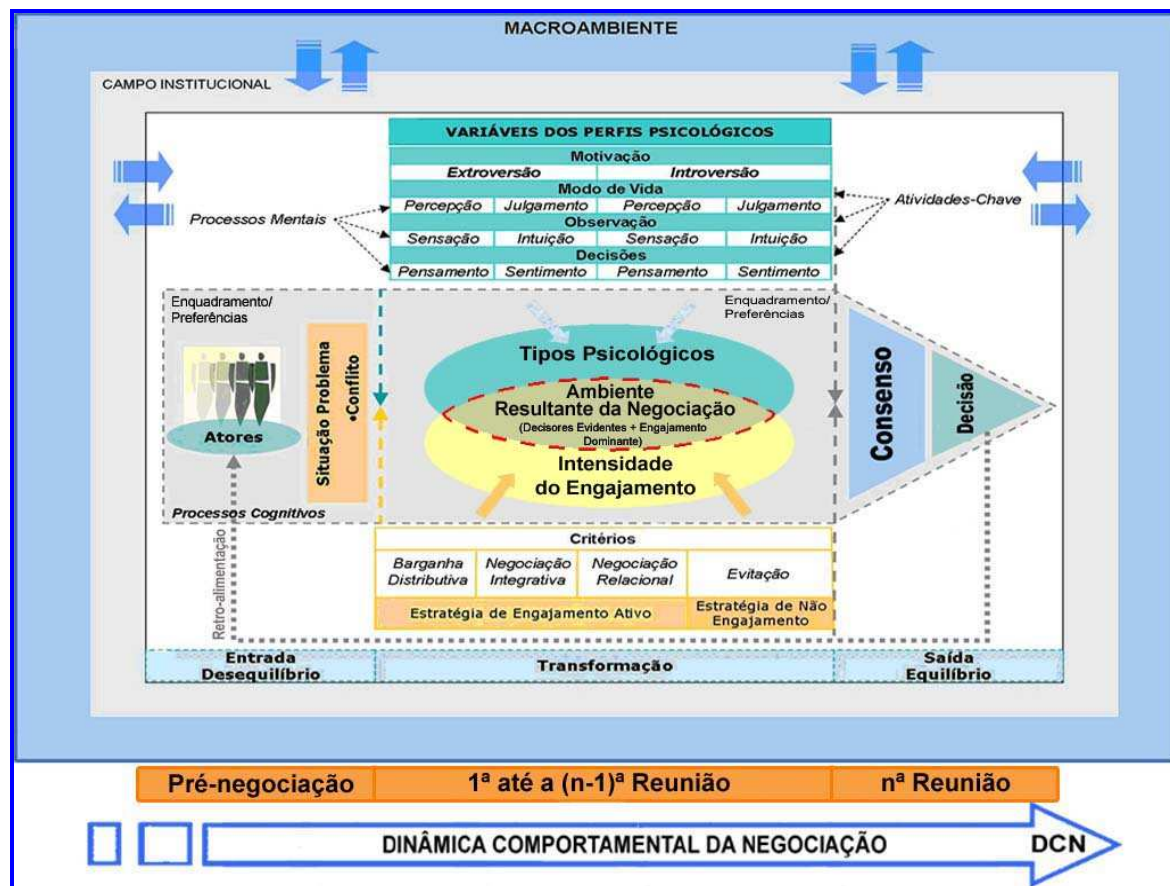 MACROAMBIENTE
CAMPO INSTITUCIONAL
VARIÁVEIS DOS PERFIS PSICOLÓGICOS
Motivação
Extroversão Introversão
Modo de Vida
Percepção Julgamento Percepção Julgamento
Observação
Sensação Intuição Sensação Intuição
Decisões
Pensamento Sentimento Pensamento Sentimento
Processos Mentais
Atividades-Chave
Enquadramento/
Preferências
Atores
Situação Problema
•Conflito
Processos Cognitivos
Enquadramento/
Preferências
Tipos Psicológicos
Ambiente
Resultante da Negociação
(Decisores Evidentes + Engajamento
Dominante)
Intensidade
do Engajamento
Consenso
Decisão
Critérios
Barganha
Distributiva
Negociação
Integrativa
Negociação
Relacional
Evitação
Estratégia de Engajamento Ativo
Estratégia de Não
Engajamento
Retro-alimentação
Entrada
Desequilíbrio
Transformação
Saída
Equilíbrio
Pré-negociação
1ª até a (n-1)ª Reunião
nª Reunião
DINÂMICA COMPORTAMENTAL DA NEGOCIAÇÃO
DCN